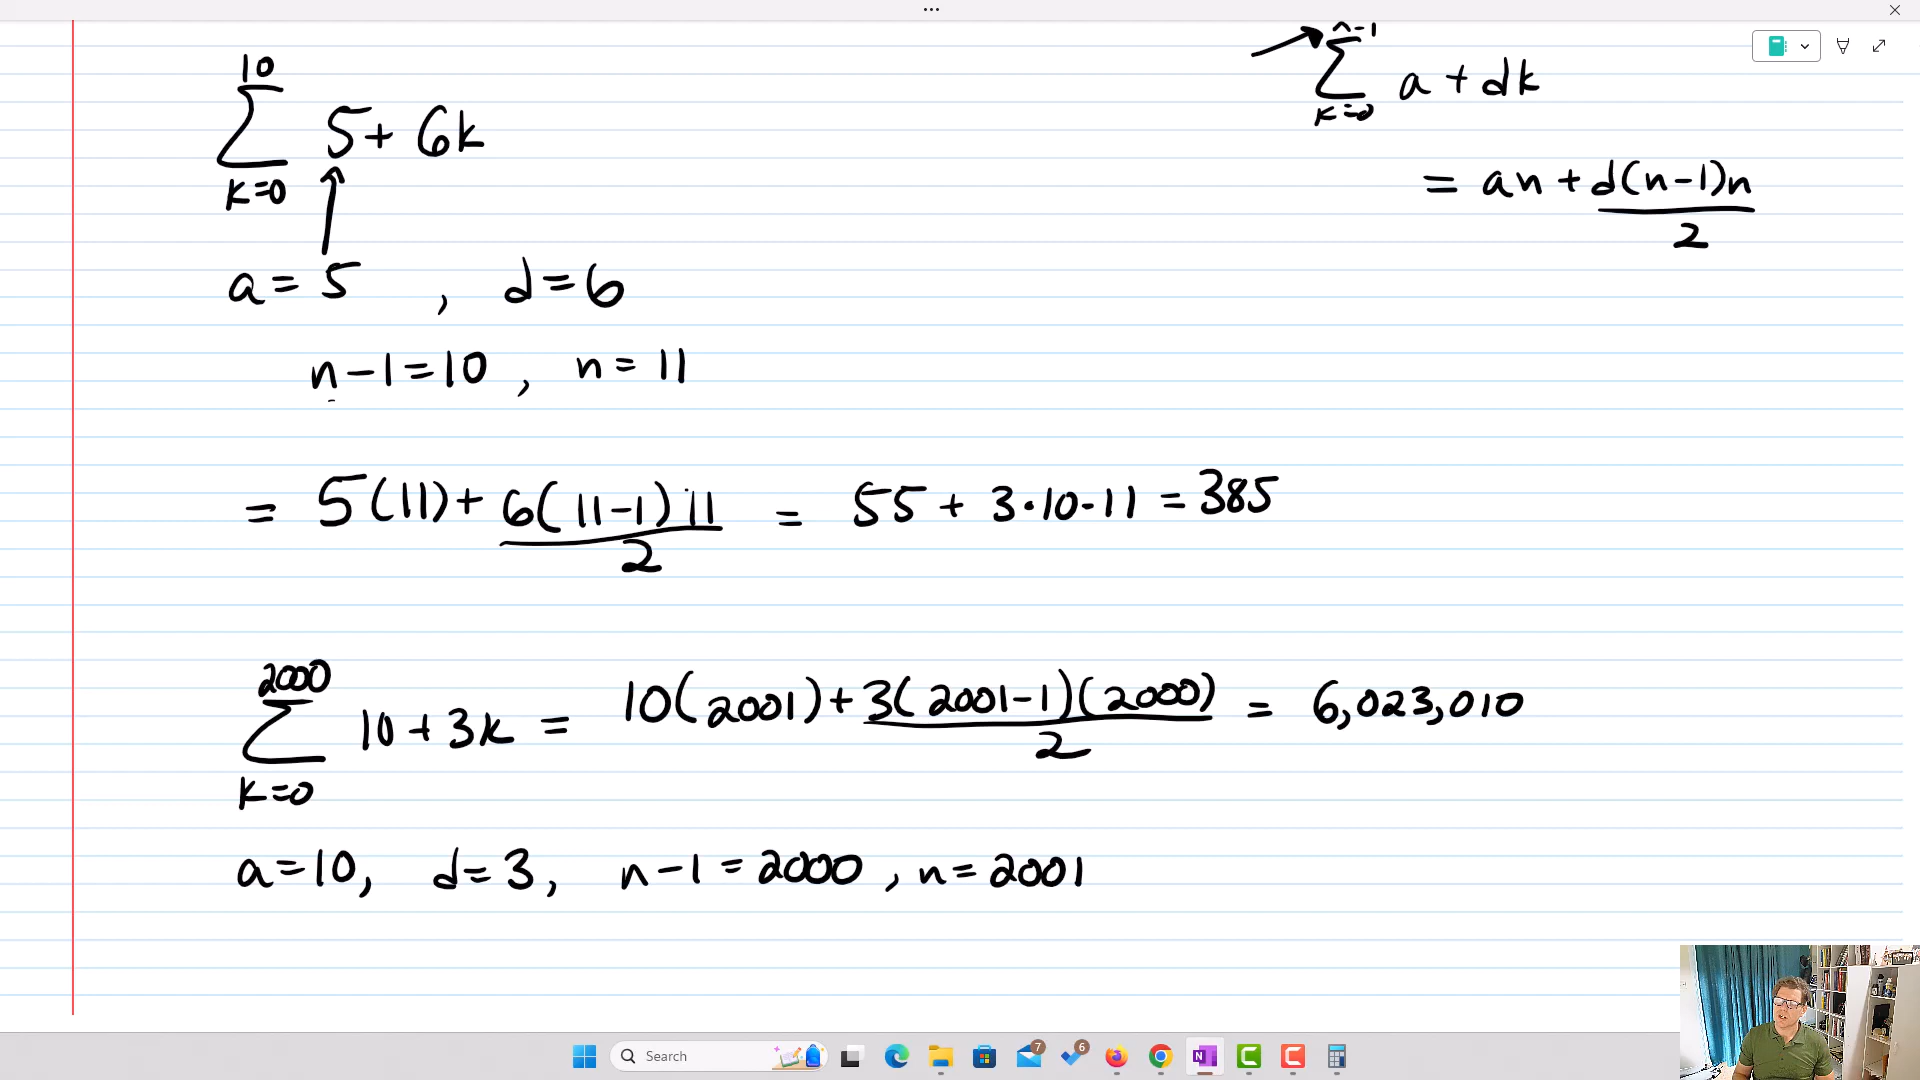 ∑_{k=0}^{10} 5 + 6k
a = 5 , d = 6
n - 1 = 10 , n = 11
= 5(11) + 6(11-1)11/2 = 55 + 3·10·11 = 385
∑_{k=0}^{2000} 10 + 3k = 10(2001) + 3(2001-1)(2000)/2 = 6,023,010
a = 10, d = 3, n - 1 = 2000 , n = 2001
∑_{k=0}^{n-1} a + dk
= an + d(n-1)n/2
Search
7
6